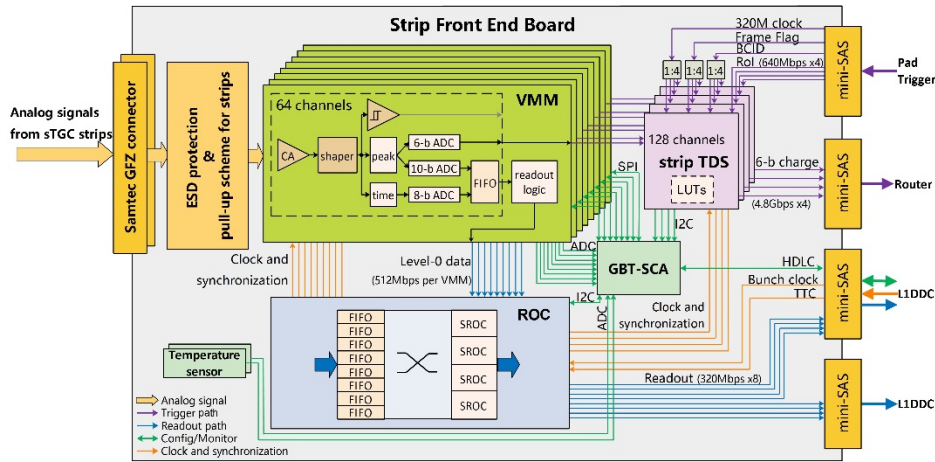 Strip Front End Board
320M clock
Frame Flag
BCID
RoI (640Mbps x4)
1:4
1:4
1:4
mini-SAS
Pad
Trigger
Analog signals
from sTGC strips
Samtec GFZ connector
ESD protection
&
pull-up scheme for strips
VMM
64 channels
CA
shaper
peak
time
6-b ADC
10-b ADC
8-b ADC
FIFO
readout
logic
128 channels
strip TDS
LUTs
6-b charge
(4.8Gbps x4)
mini-SAS
Router
SPI
I2C
ADC
GBT-SCA
HDLC
Bunch clock
TTC
mini-SAS
L1DDC
Clock and
synchronization
Level-0 data
(512Mbps per VMM)
I2C
ADC
Clock and
synchronization
ROC
FIFO
FIFO
FIFO
FIFO
FIFO
FIFO
FIFO
FIFO
SROC
SROC
SROC
SROC
Readout (320Mbps x8)
mini-SAS
L1DDC
Temperature
sensor
Analog signal
Trigger path
Readout path
Config/Monitor
Clock and synchronization